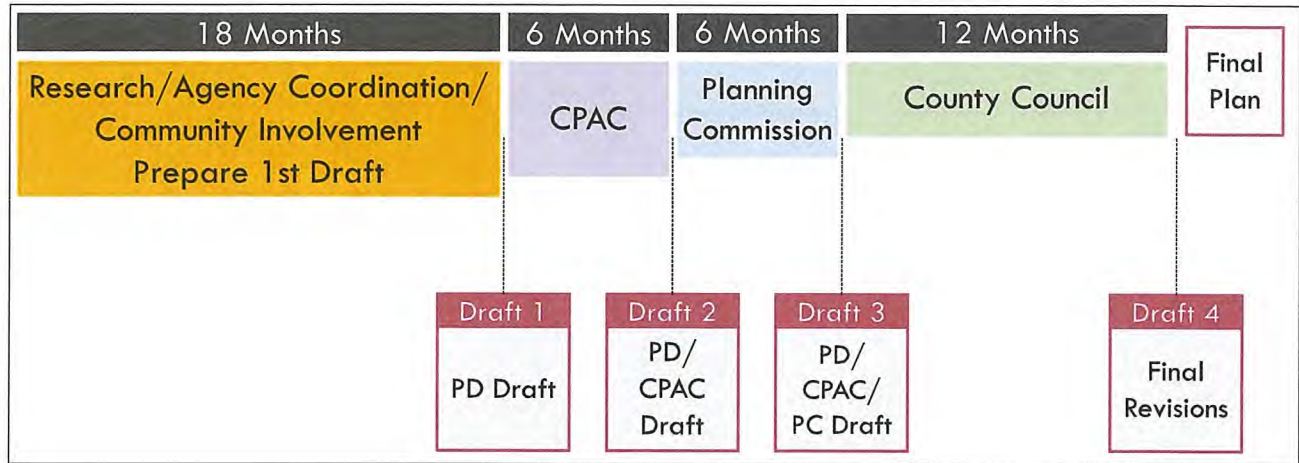 18 Months
6 Months
6 Months
12 Months
Research/Agency Coordination/
Community Involvement
Prepare 1st Draft
CPAC
Planning
Commission
County Council
Final
Plan
Draft 1
PD Draft
Draft 2
PD/
CPAC
Draft
Draft 3
PD/
CPAC/
PC Draft
Draft 4
Final
Revisions